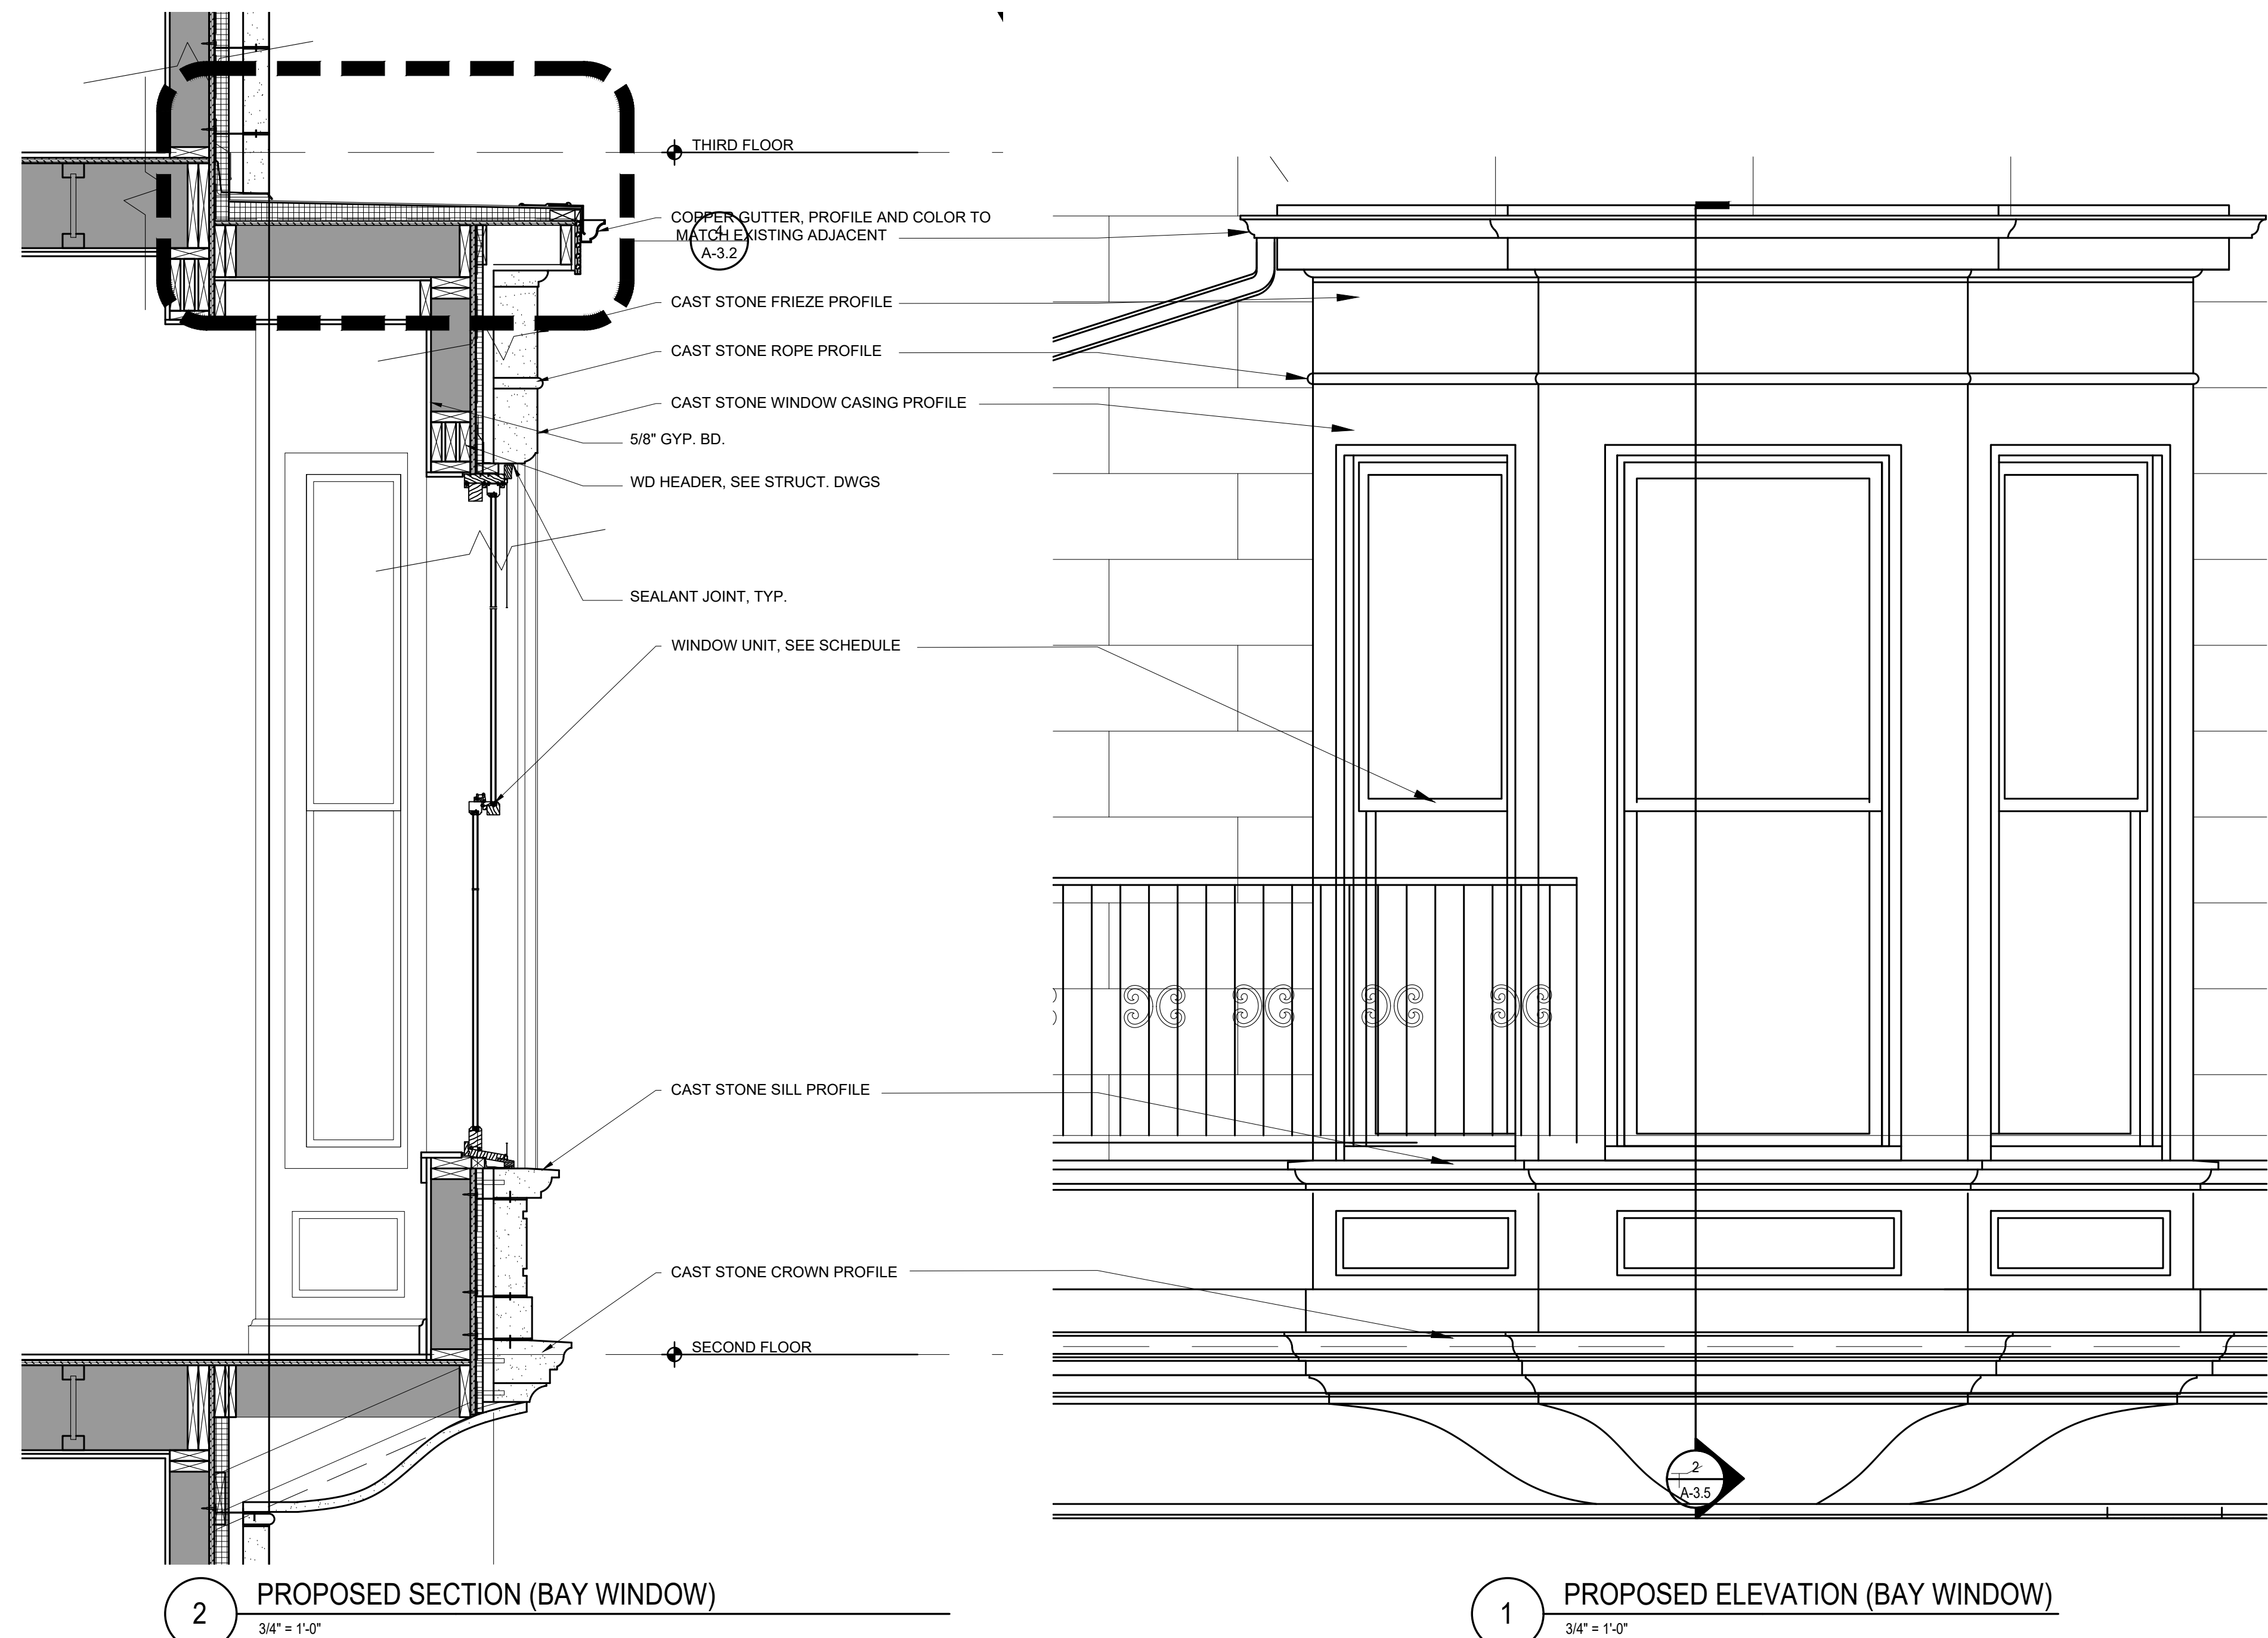 THIRD FLOOR
COPPER GUTTER, PROFILE AND COLOR TO
MATCH EXISTING ADJACENT
4
A-3.2
CAST STONE FRIEZE PROFILE
CAST STONE ROPE PROFILE
CAST STONE WINDOW CASING PROFILE
5/8" GYP. BD.
WD HEADER, SEE STRUCT. DWGS
SEALANT JOINT, TYP.
WINDOW UNIT, SEE SCHEDULE
CAST STONE SILL PROFILE
CAST STONE CROWN PROFILE
SECOND FLOOR
2
A-3.5
2
PROPOSED SECTION (BAY WINDOW)
3/4" = 1'-0"
1
PROPOSED ELEVATION (BAY WINDOW)
3/4" = 1'-0"